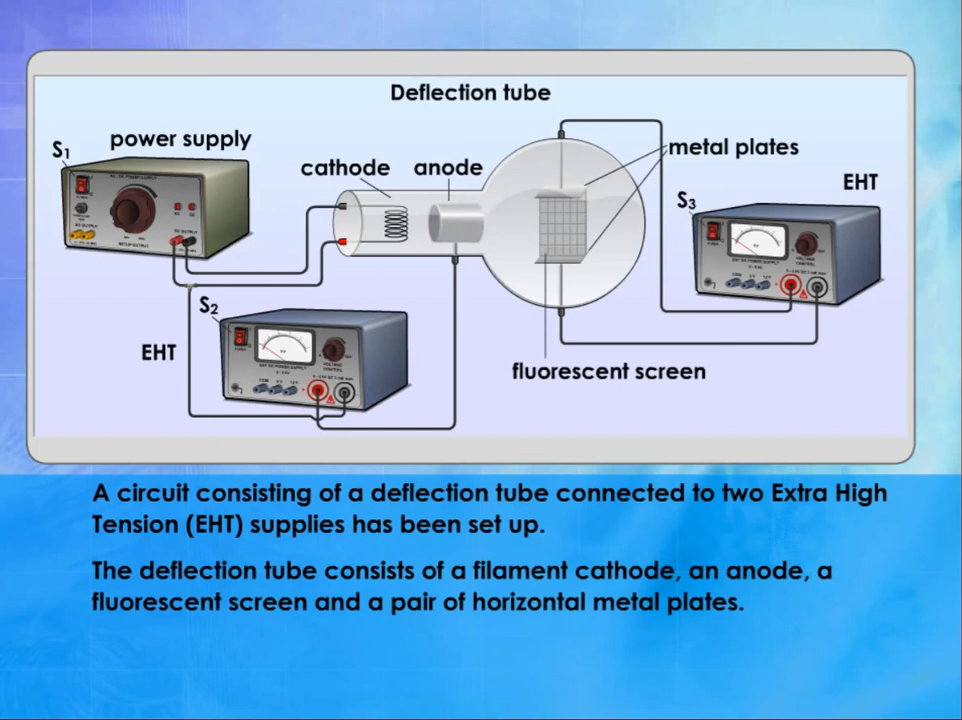 Deflection tube
S1
power supply
cathode
anode
metal plates
EHT
S3
S2
EHT
fluorescent screen
A circuit consisting of a deflection tube connected to two Extra High
Tension (EHT) supplies has been set up.
The deflection tube consists of a filament cathode, an anode, a
fluorescent screen and a pair of horizontal metal plates.